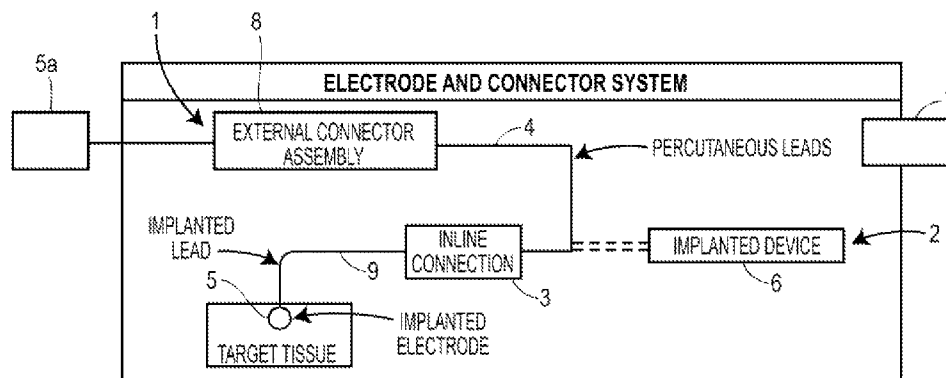 8
1
5a
ELECTRODE AND CONNECTOR SYSTEM
EXTERNAL CONNECTOR
ASSEMBLY
4
PERCUTANEOUS LEADS
IMPLANTED
LEAD
INLINE
CONNECTION
IMPLANTED DEVICE
2
9
3
6
5
IMPLANTED
ELECTRODE
TARGET TISSUE